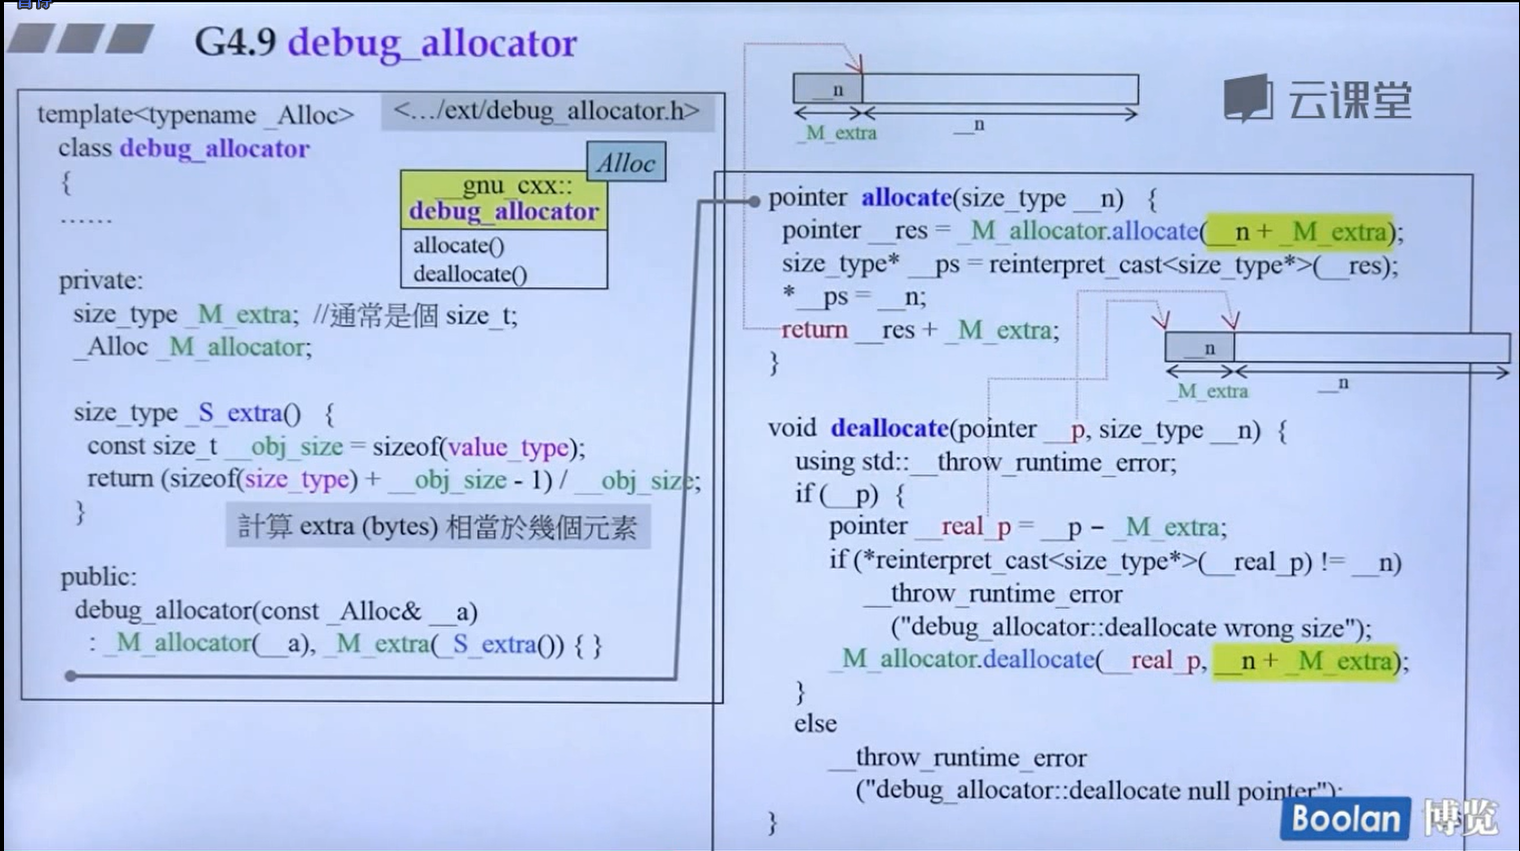 暂停
G4.9 debug_allocator
云课堂
template<typename _Alloc>
<.../ext/debug_allocator.h>
class debug_allocator
{
......
Alloc
__gnu_cxx::
debug_allocator
allocate()
deallocate()
private:
size_type _M_extra; //通常是個 size_t;
_Alloc _M_allocator;
size_type _S_extra() {
const size_t __obj_size = sizeof(value_type);
return (sizeof(size_type) + __obj_size - 1) / __obj_size;
}
計算 extra (bytes) 相當於幾個元素
public:
debug_allocator(const _Alloc& __a)
: _M_allocator(__a), _M_extra(_S_extra()) { }
__n
_M_extra
__n
pointer allocate(size_type __n) {
pointer __res = _M_allocator.allocate(__n + _M_extra);
size_type* __ps = reinterpret_cast<size_type*>(__res);
*__ps = __n;
return __res + _M_extra;
}
__n
_M_extra
__n
void deallocate(pointer __p, size_type __n) {
using std::__throw_runtime_error;
if (__p) {
pointer __real_p = __p - _M_extra;
if (*reinterpret_cast<size_type*>(__real_p) != __n)
__throw_runtime_error
("debug_allocator::deallocate wrong size");
_M_allocator.deallocate(__real_p, __n + _M_extra);
}
else
__throw_runtime_error
("debug_allocator::deallocate null pointer");
}
Boolan 博览